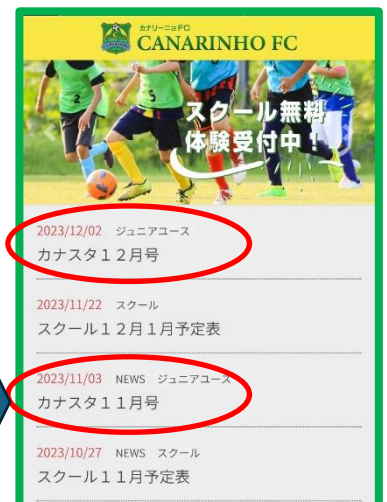 カナリーニョFC
CANARINHO FC
スクール無料
体験受付中！
2023/12/02 ジュニアユース
カナスタ１２月号
2023/11/22 スクール
スクール１２月１月予定表
2023/11/03 NEWS ジュニアユース
カナスタ１１月号
2023/10/27 NEWS スクール
スクール１１月予定表